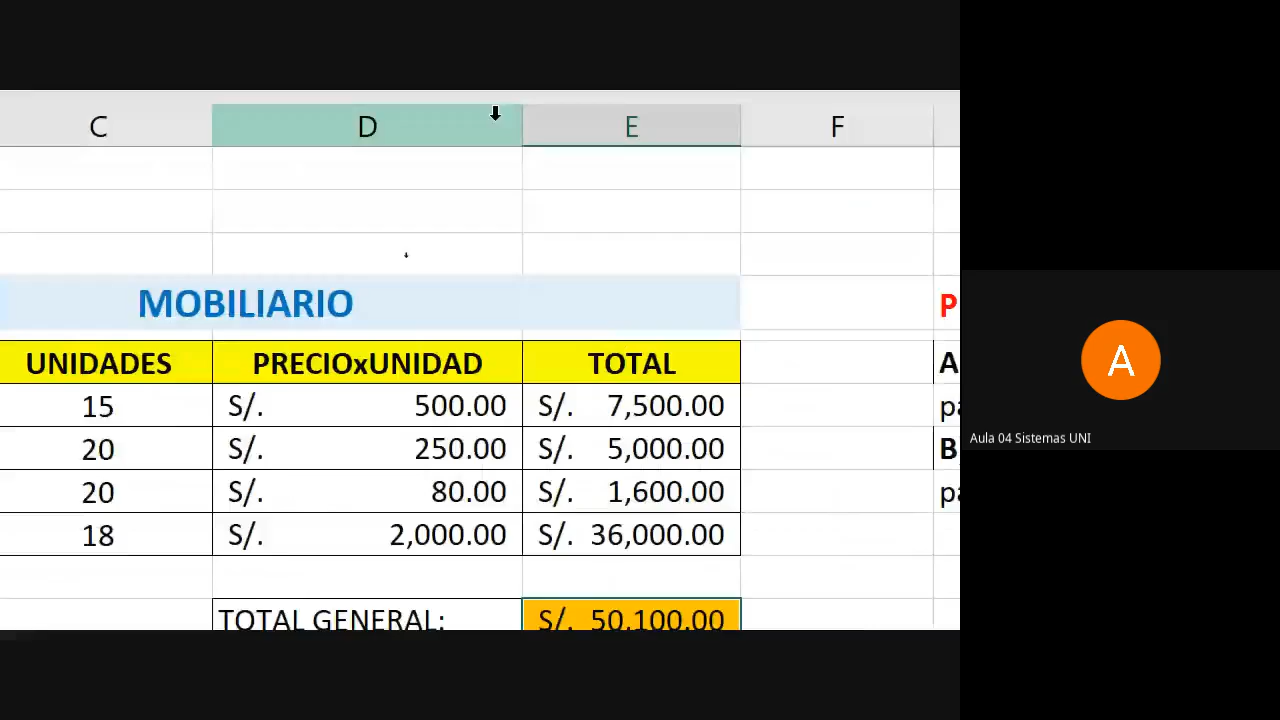 C D E F
MOBILIARIO P
UNIDADES PRECIOxUNIDAD TOTAL A
15 S/. 500.00 S/. 7,500.00 pa
20 S/. 250.00 S/. 5,000.00 B
20 S/. 80.00 S/. 1,600.00 pa
18 S/. 2,000.00 S/. 36,000.00
TOTAL GENERAL: S/. 50,100.00
A
Aula 04 Sistemas UNI